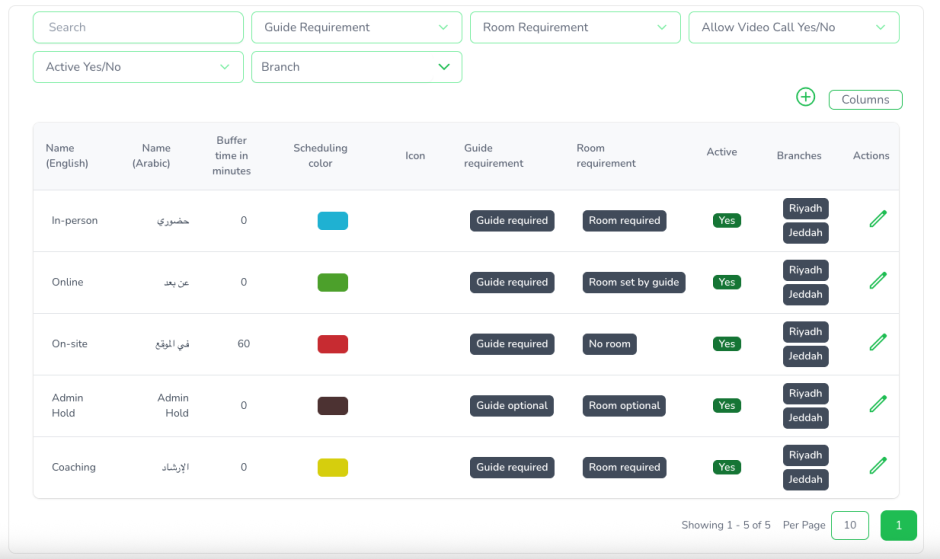 Search
Guide Requirement
Room Requirement
Allow Video Call Yes/No
Active Yes/No
Branch
Columns
Name
(English)
Name
(Arabic)
Buffer
time in
minutes
Scheduling
color
Icon
Guide
requirement
Room
requirement
Active
Branches
Actions
In-person
حضوري
0
Guide required
Room required
Yes
Riyadh
Jeddah
Online
عن بعد
0
Guide required
Room set by guide
Yes
Riyadh
Jeddah
On-site
في الموقع
60
Guide required
No room
Yes
Riyadh
Jeddah
Admin
Hold
Admin
Hold
0
Guide optional
Room optional
Yes
Riyadh
Jeddah
Coaching
الإرشاد
0
Guide required
Room required
Yes
Riyadh
Jeddah
Showing 1 - 5 of 5
Per Page
10
1